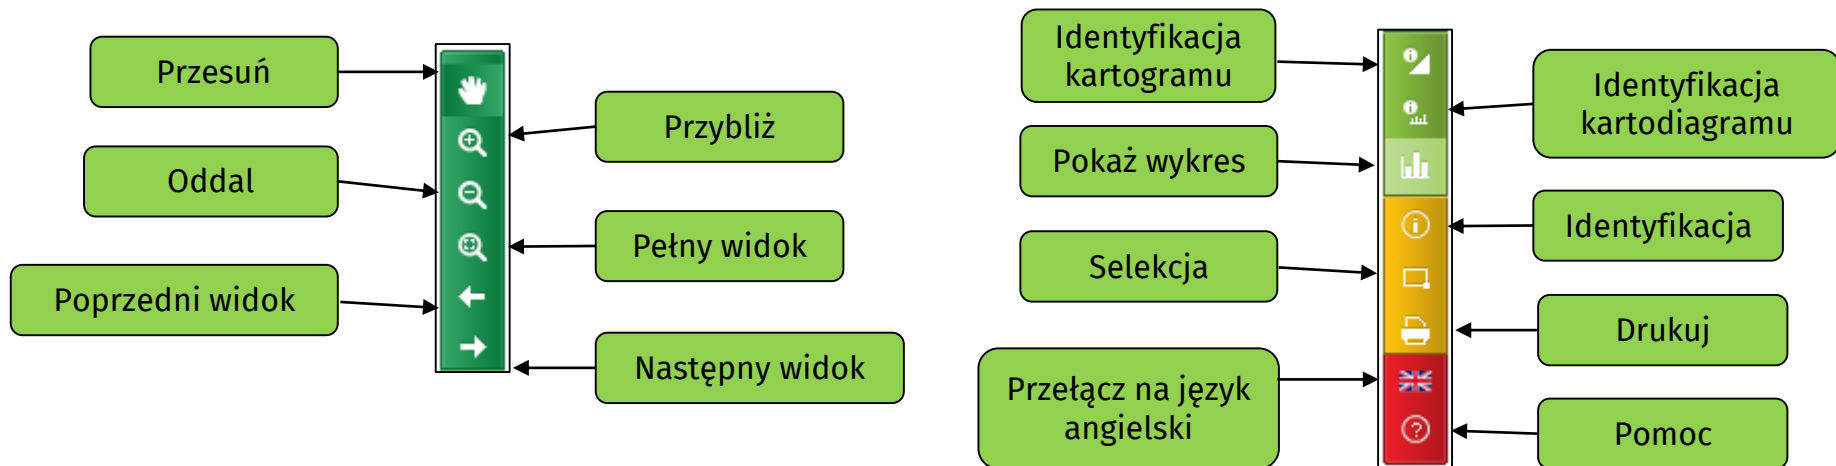 Przesuń
Przybliż
Oddal
Pełny widok
Poprzedni widok
Następny widok
Identyfikacja
kartogramu
Identyfikacja
kartodiagramu
Pokaż wykres
Identyfikacja
Selekcja
Drukuj
Przełącz na język
angielski
Pomoc